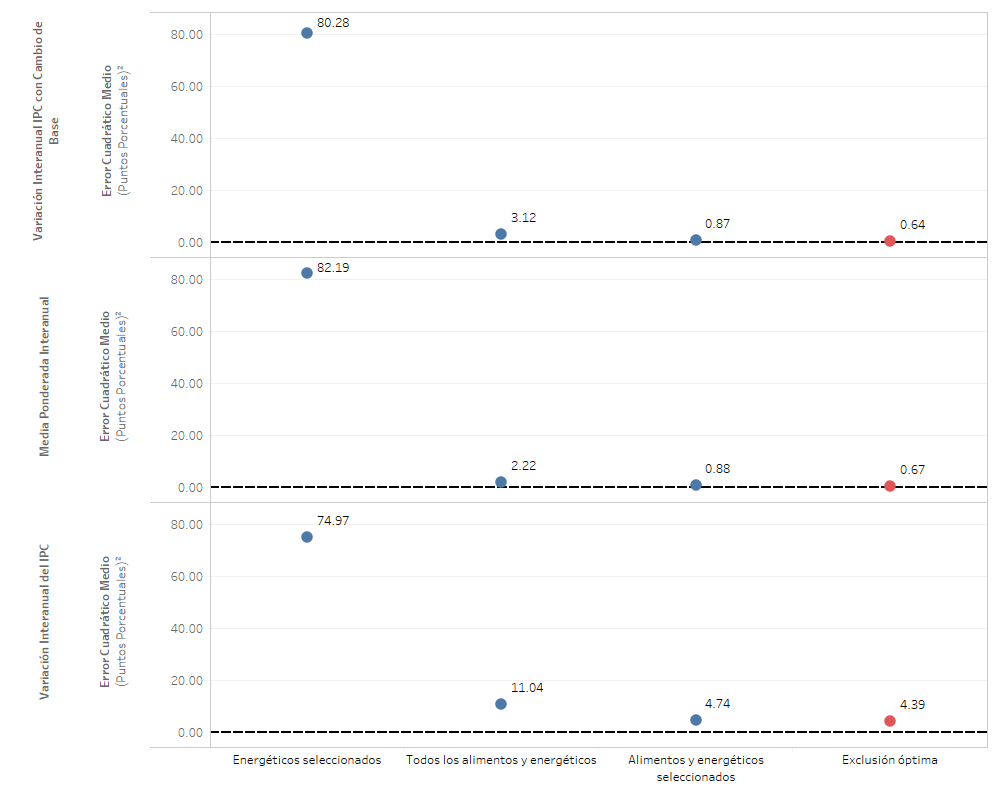 Variación Interanual IPC con Cambio de
Base
Error Cuadrático Medio
(Puntos Porcentuales)²
80.00
60.00
40.00
20.00
0.00
80.28
3.12
0.87
0.64
Media Ponderada Interanual
Error Cuadrático Medio
(Puntos Porcentuales)²
80.00
60.00
40.00
20.00
0.00
82.19
2.22
0.88
0.67
Variación Interanual del IPC
Error Cuadrático Medio
(Puntos Porcentuales)²
80.00
60.00
40.00
20.00
0.00
74.97
11.04
4.74
4.39
Energéticos seleccionados
Todos los alimentos y energéticos
Alimentos y energéticos
seleccionados
Exclusión óptima